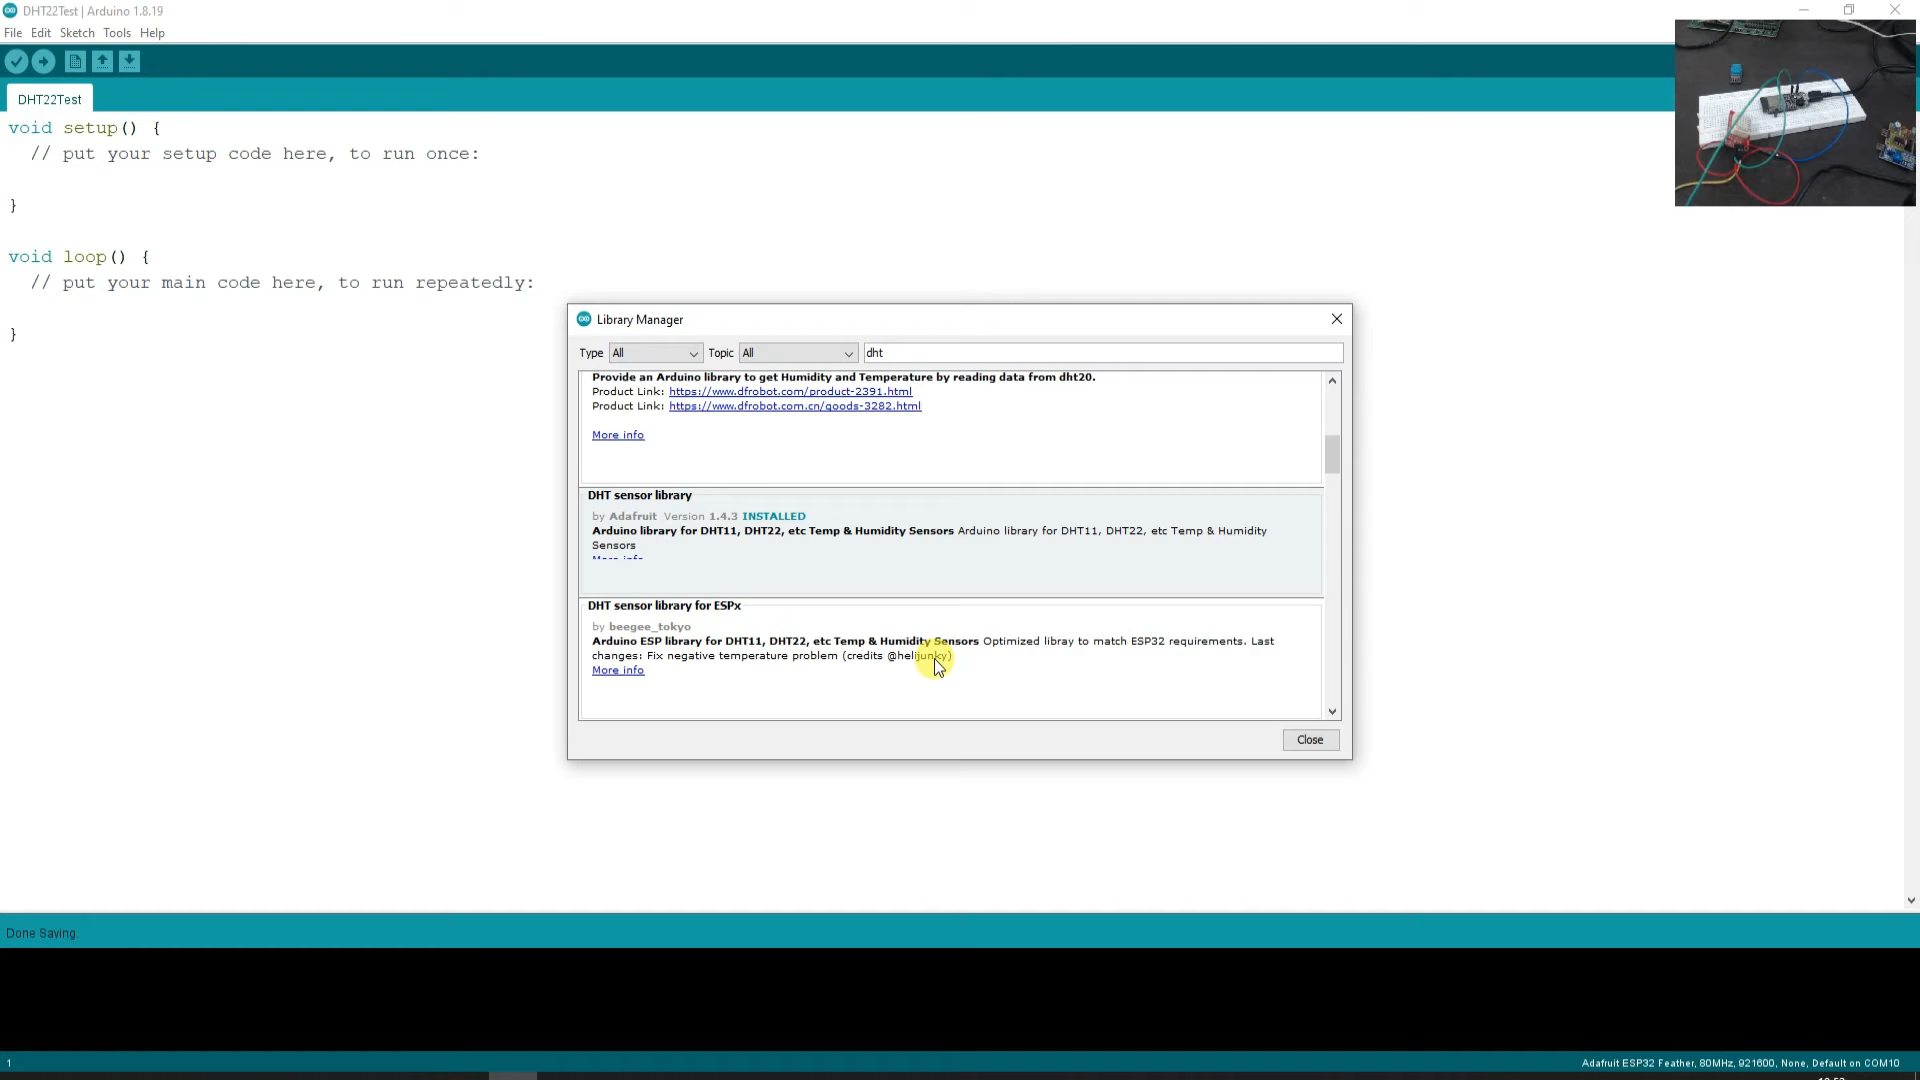 DHT22Test | Arduino 1.8.19
File Edit Sketch Tools Help
DHT22Test
void setup() {
// put your setup code here, to run once:
}
void loop() {
// put your main code here, to run repeatedly:
}
Library Manager
Type All Topic All dht
Provide an Arduino library to get Humidity and Temperature by reading data from dht20.
Product Link: https://www.dfrobot.com/product-2391.html
Product Link: https://www.dfrobot.com.cn/goods-3282.html
More info
DHT sensor library
by Adafruit Version 1.4.3 INSTALLED
Arduino library for DHT11, DHT22, etc Temp & Humidity Sensors Arduino library for DHT11, DHT22, etc Temp & Humidity
Sensors
More info
DHT sensor library for ESPx
by beegee_tokyo
Arduino ESP library for DHT11, DHT22, etc Temp & Humidity Sensors Optimized libray to match ESP32 requirements. Last
changes: Fix negative temperature problem (credits @helijunky)
More info
Close
Done Saving.
1
Adafruit ESP32 Feather, 80MHz, 921600, None, Default on COM10